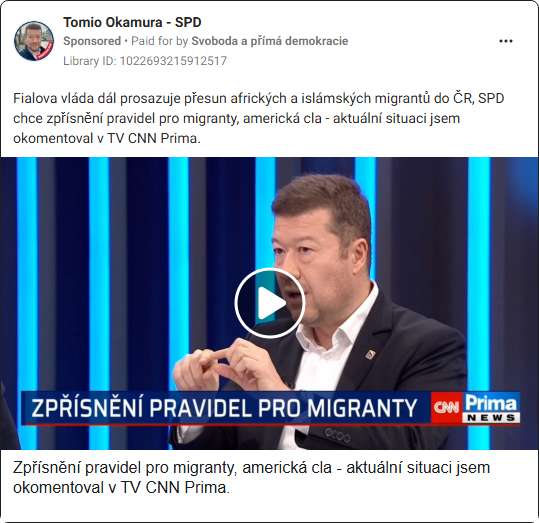 Tomio Okamura - SPD
Sponsored • Paid for by Svoboda a přímá demokracie
Library ID: 1022693215912517
Fialova vláda dál prosazuje přesun afrických a islámských migrantů do ČR, SPD
chce zpřísnění pravidel pro migranty, americká cla - aktuální situaci jsem
okomentoval v TV CNN Prima.
ZPŘÍSNĚNÍ PRAVIDEL PRO MIGRANTY
CNN Prima
NEWS
Zpřísnění pravidel pro migranty, americká cla - aktuální situaci jsem
okomentoval v TV CNN Prima.